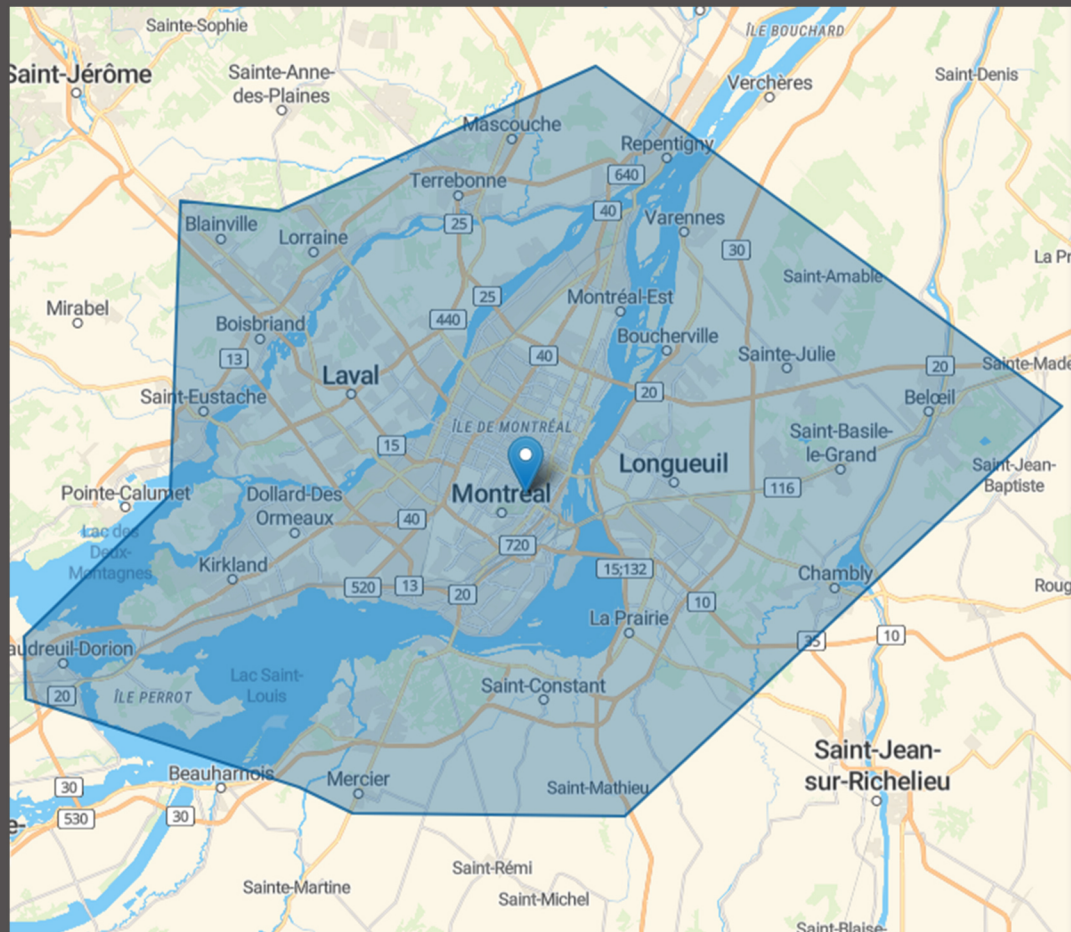 Sainte-Sophie
ÎLE BOUCHARD
Saint-Jérôme
Sainte-Anne-
des-Plaines
Verchères
Saint-Denis
Mascouche
Repentigny
640
Terrebonne
40
25
Varennes
Blainville
Lorraine
30
La Pr
Saint-Amable
Mirabel
25
Montréal-Est
440
Boisbriand
Boucherville
13
40
Sainte-Julie
20
Sainte-Made
Laval
20
Saint-Eustache
Belœil
ÎLE DE MONTRÉAL
15
Saint-Basile-
le-Grand
Longueuil
Saint-Jean-
Baptiste
Pointe-Calumet
Dollard-Des
Ormeaux
Montréal
116
40
Lac des
Deux-
Montagnes
720
Kirkland
15;132
Chambly
520
13
20
Roug
10
La Prairie
35
10
audreuil-Dorion
20
ÎLE PERROT
Lac Saint-
Louis
Saint-Constant
Saint-Jean-
sur-Richelieu
Beauharnois
Mercier
Saint-Mathieu
30
530
30
e-
Saint-Rémi
Sainte-Martine
Saint-Michel
Saint-Blaise-